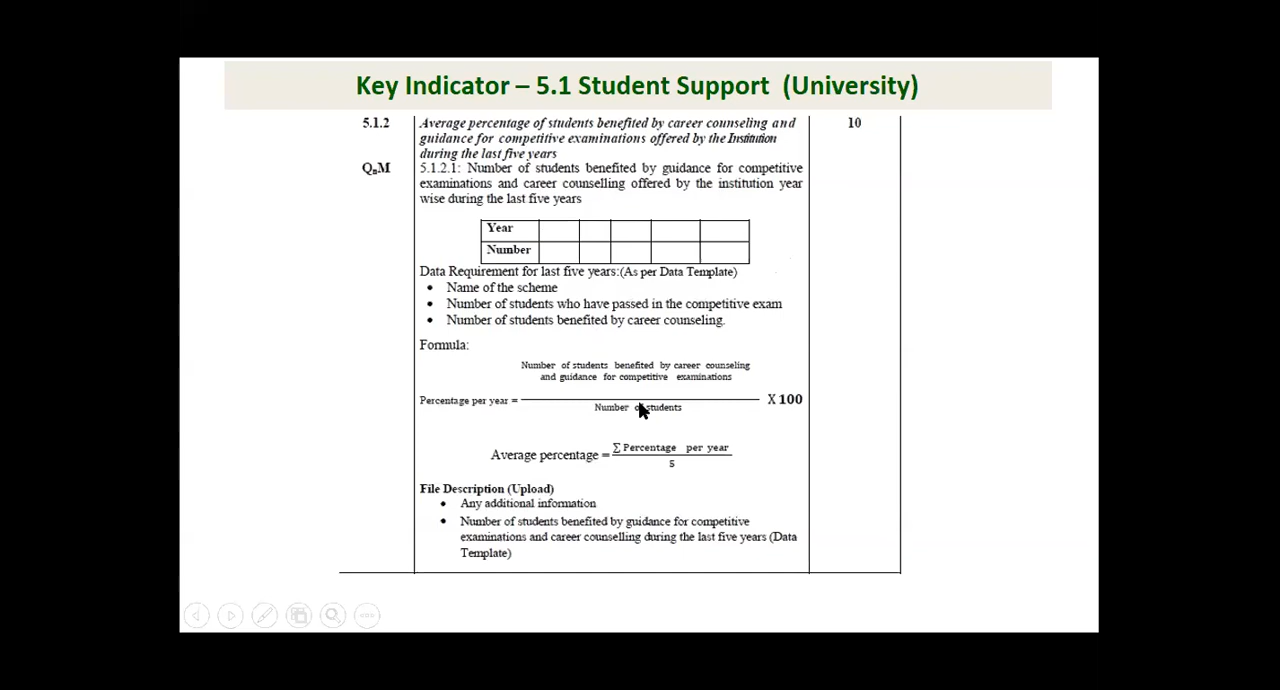 Key Indicator – 5.1 Student Support (University)
5.1.2
Average percentage of students benefited by career counseling and
guidance for competitive examinations offered by the Institution
during the last five years
10
QnM
5.1.2.1: Number of students benefited by guidance for competitive
examinations and career counselling offered by the institution year
wise during the last five years
Year
Number
Data Requirement for last five years:(As per Data Template)
• Name of the scheme
• Number of students who have passed in the competitive exam
• Number of students benefited by career counseling.
Formula:
Number of students benefited by career counseling
and guidance for competitive examinations
Percentage per year =
X 100
Number of students
Average percentage =
∑ Percentage per year
5
File Description (Upload)
• Any additional information
• Number of students benefited by guidance for competitive
examinations and career counselling during the last five years (Data
Template)